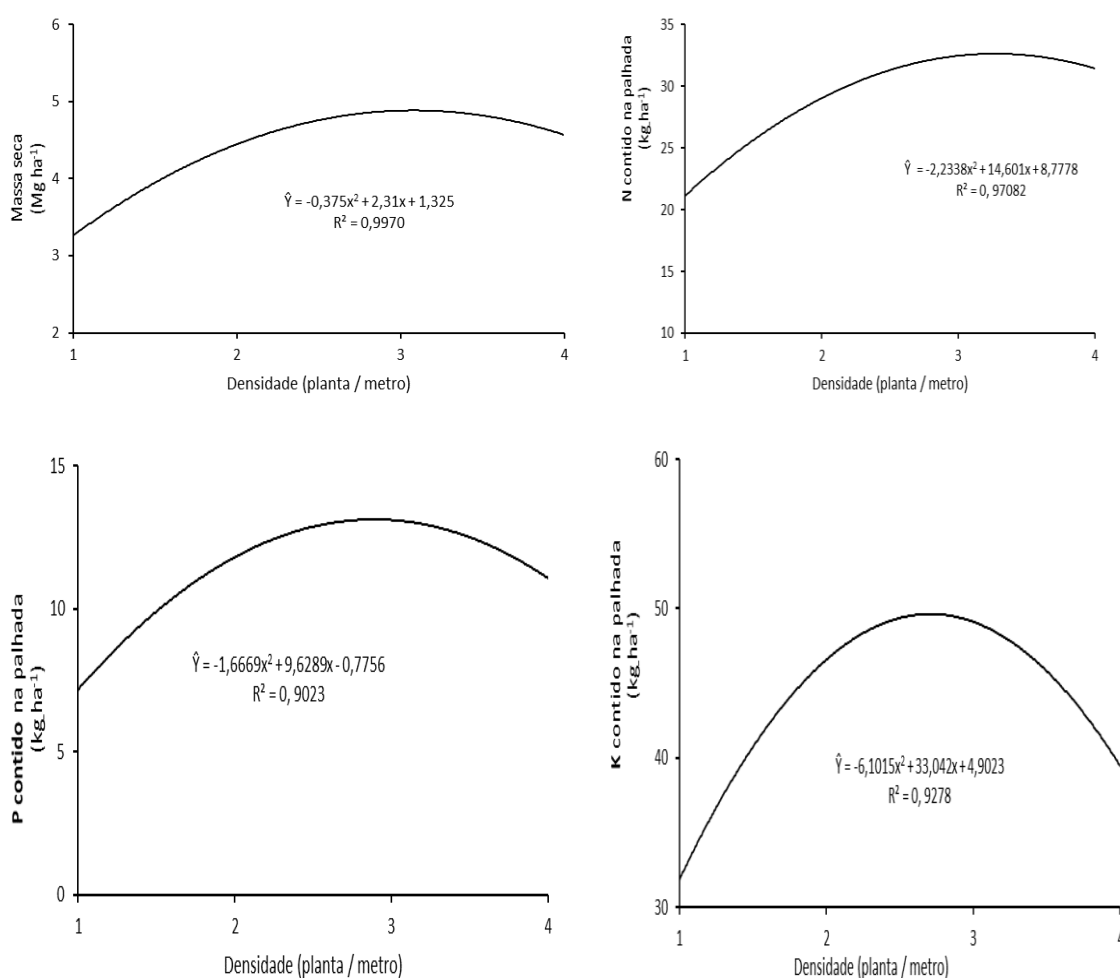 6
5
4
3
2
Massa seca
(Mg ha⁻¹)
Ŷ = -0,375x² + 2,31x + 1,325
R² = 0,9970
1 2 3 4
Densidade (planta / metro)
35
30
25
20
15
10
N contido na palhada
(kg ha⁻¹)
Ŷ = -2,2338x² + 14,601x + 8,7778
R² = 0, 97082
1 2 3 4
Densidade (planta / metro)
15
10
5
0
P contido na palhada
(kg ha⁻¹)
Ŷ = -1,6669x² + 9,6289x - 0,7756
R² = 0, 9023
1 2 3 4
Densidade (planta / metro)
60
50
40
30
K contido na palhada
(kg ha⁻¹)
Ŷ = -6,1015x² + 33,042x + 4,9023
R² = 0, 9278
1 2 3 4
Densidade (planta / metro)